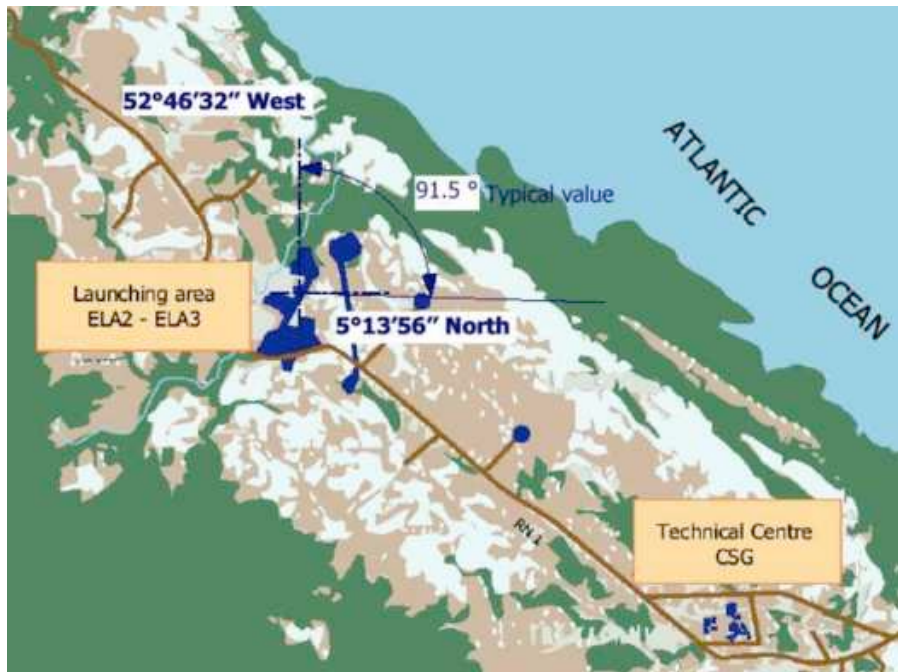 52°46’32” West
ATLANTIC
OCEAN
91.5 ° Typical value
Launching area
ELA2 - ELA3
5°13’56” North
RN 1
Technical Centre
CSG